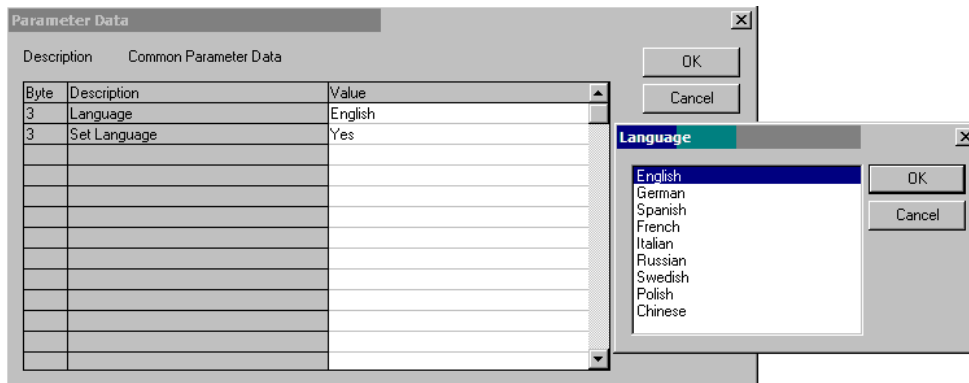 Parameter Data
Description Common Parameter Data
OK
Cancel
Byte Description Value
3 Language English
3 Set Language Yes
Language
English
German
Spanish
French
Italian
Russian
Swedish
Polish
Chinese
OK
Cancel